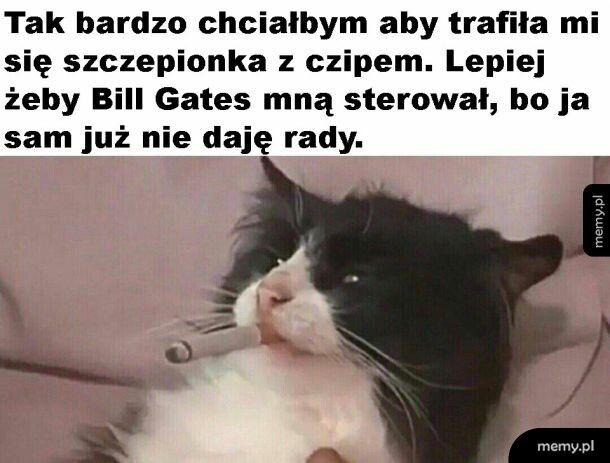 Tak bardzo chciałbym aby trafiła mi
się szczepionka z czipem. Lepiej
żeby Bill Gates mną sterował, bo ja
sam już nie daję rady.
memy.pl
memy.pl